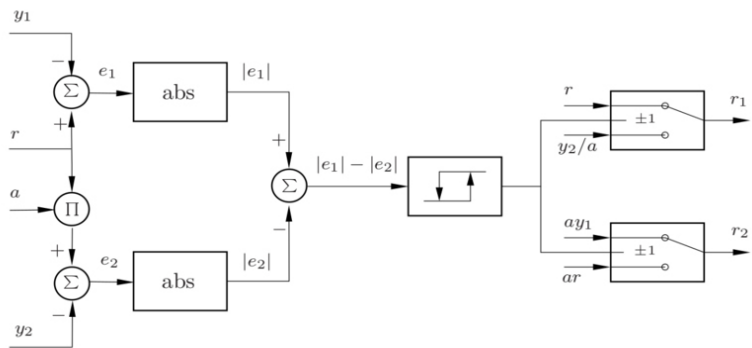 y₁
−
Σ
e₁
abs
|e₁|
+
r
a
Π
+
Σ
−
e₂
abs
|e₂|
y₂
+
Σ
−
|e₁| − |e₂|
r
±1
y₂/a
r₁
ay₁
±1
ar
r₂